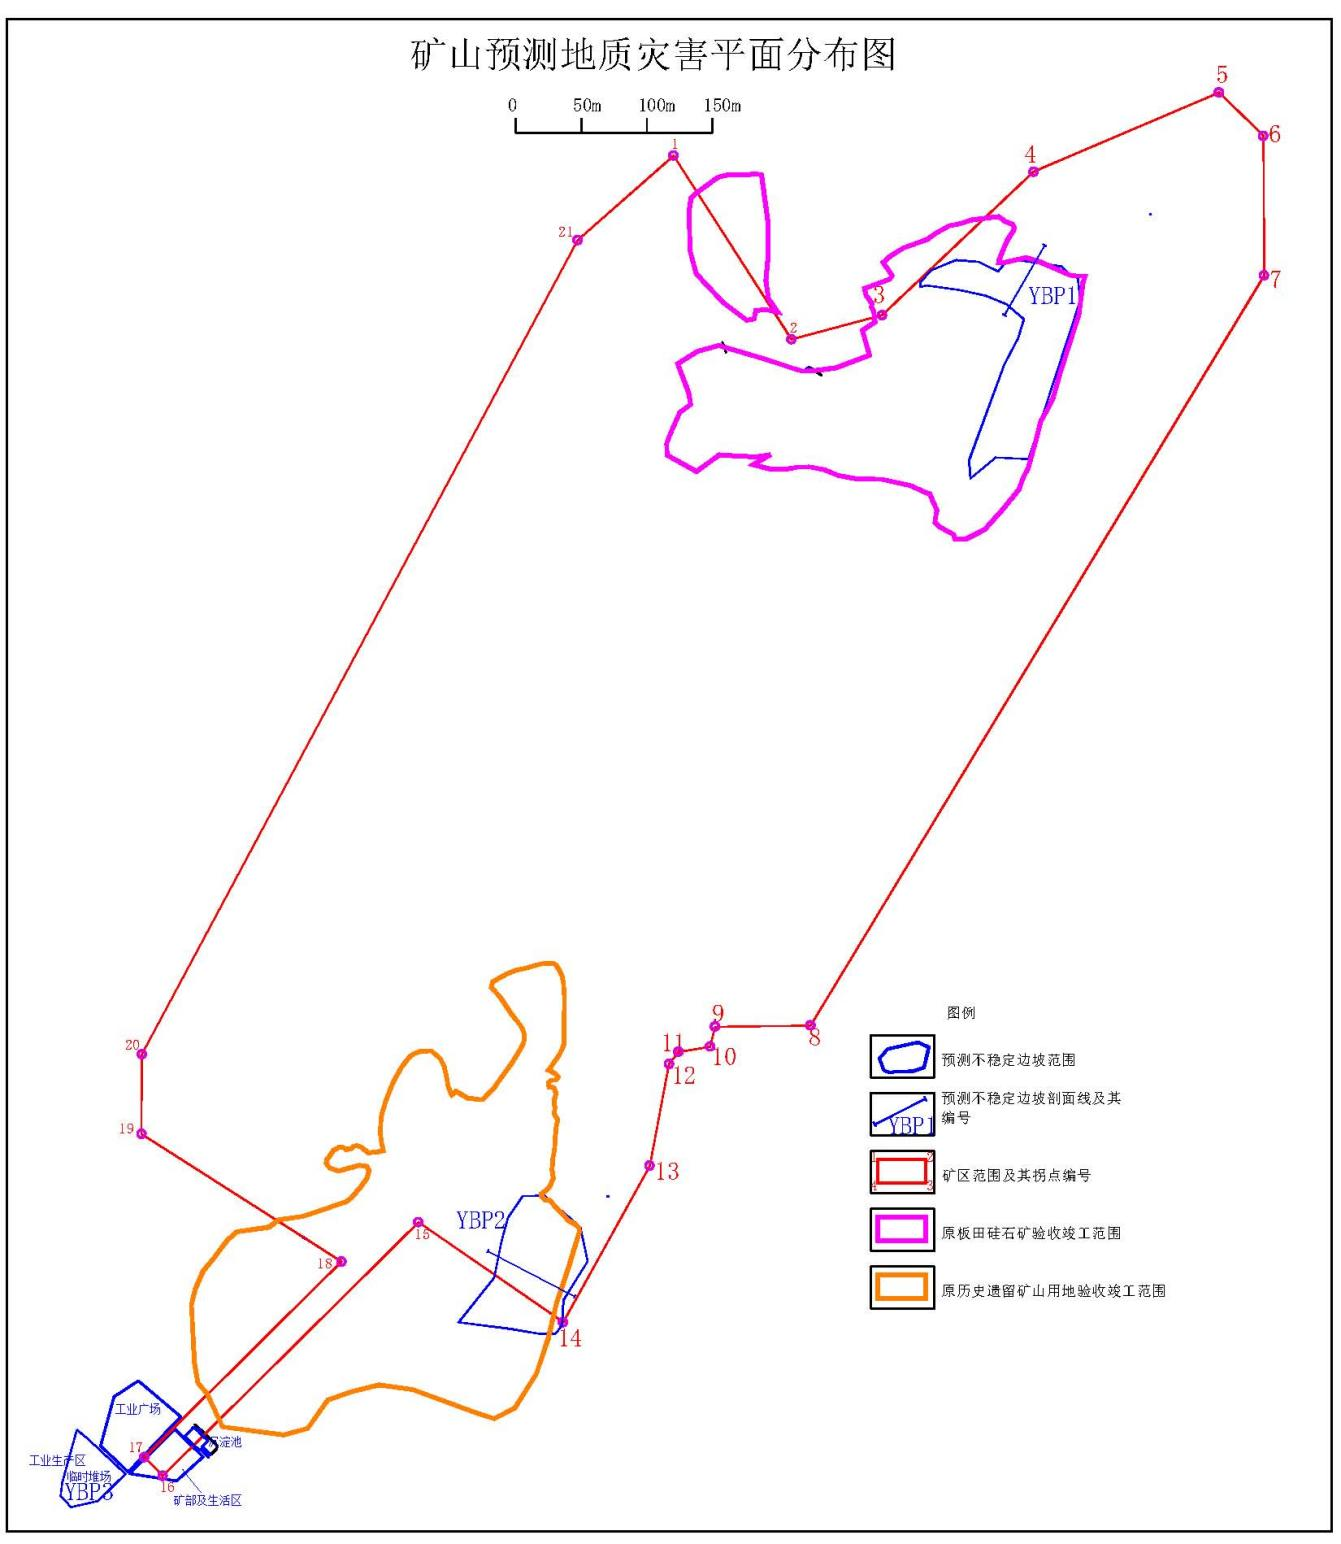 矿山预测地质灾害平面分布图
0 50m 100m 150m
5
1
6
4
21
7
YBP1
3
2
9
8
11
10
12
20
19
13
YBP2
15
18
14
图例
预测不稳定边坡范围
预测不稳定边坡剖面线及其
编号
YBP1
1 2
矿区范围及其拐点编号
4 3
原板田硅石矿验收竣工范围
原历史遗留矿山用地验收竣工范围
工业广场
沉淀池
17
工业生产区
临时堆场
YBP3
16
矿部及生活区